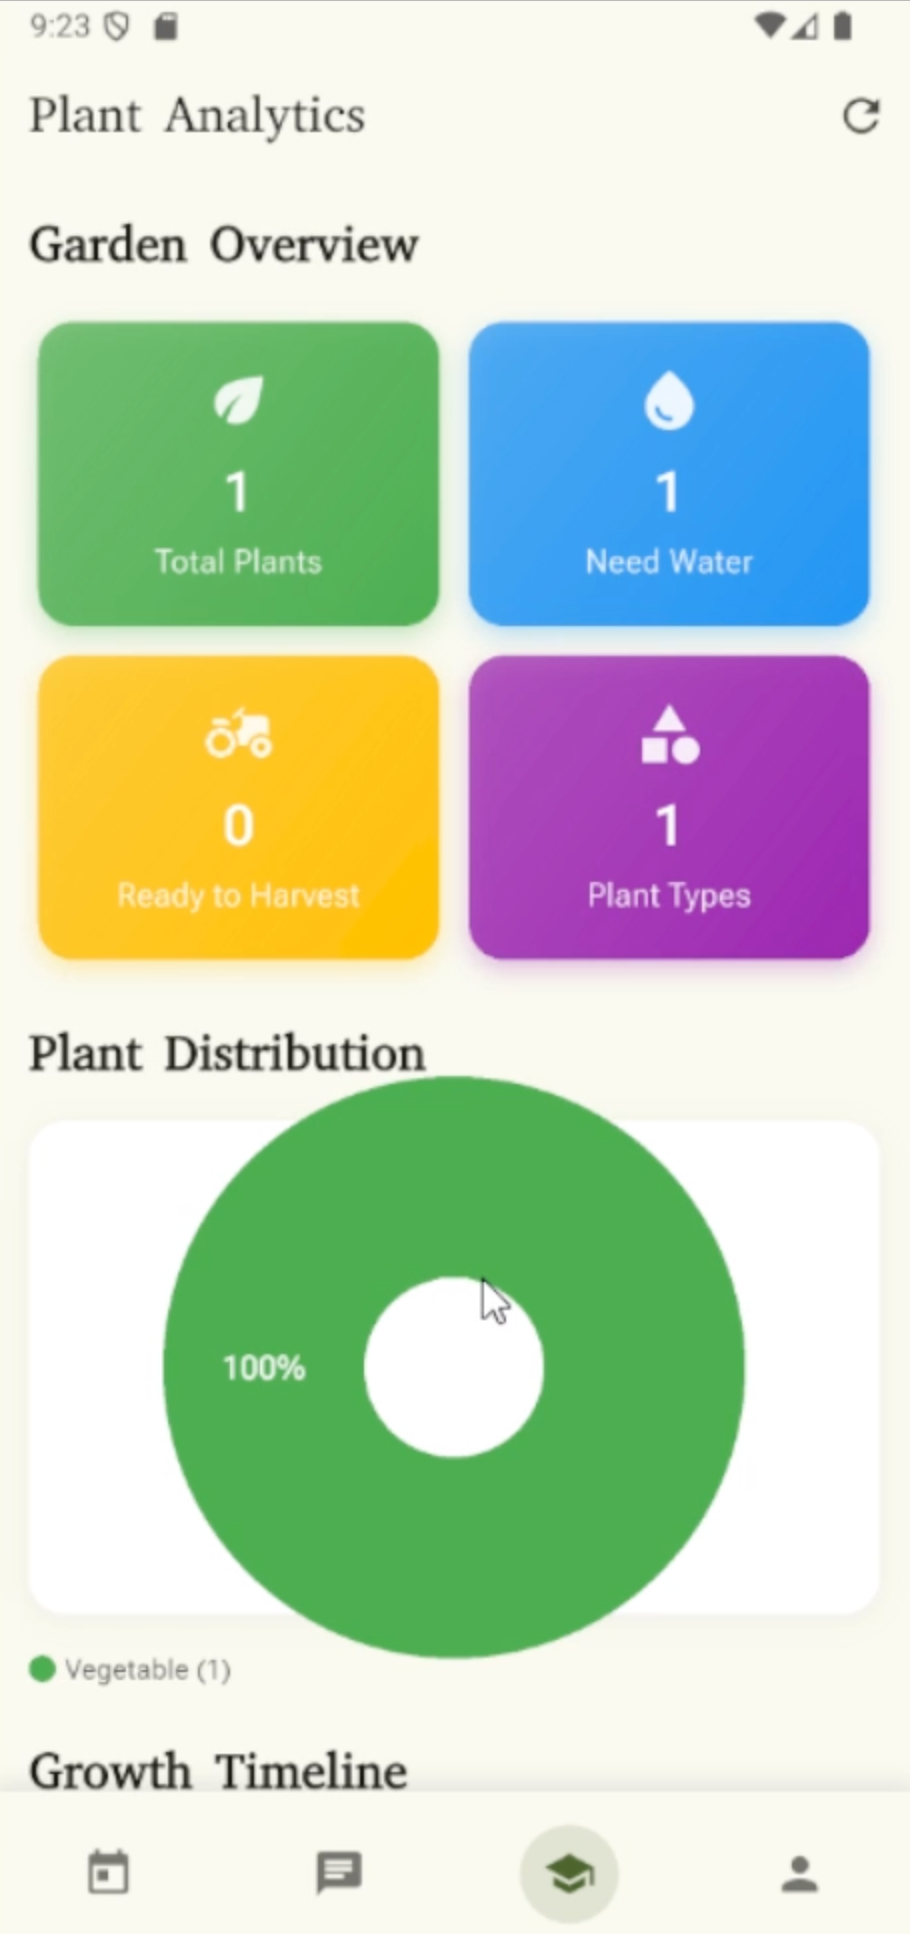 9:23
Plant Analytics
Garden Overview
1
Total Plants
1
Need Water
0
Ready to Harvest
1
Plant Types
Plant Distribution
100%
Vegetable (1)
Growth Timeline